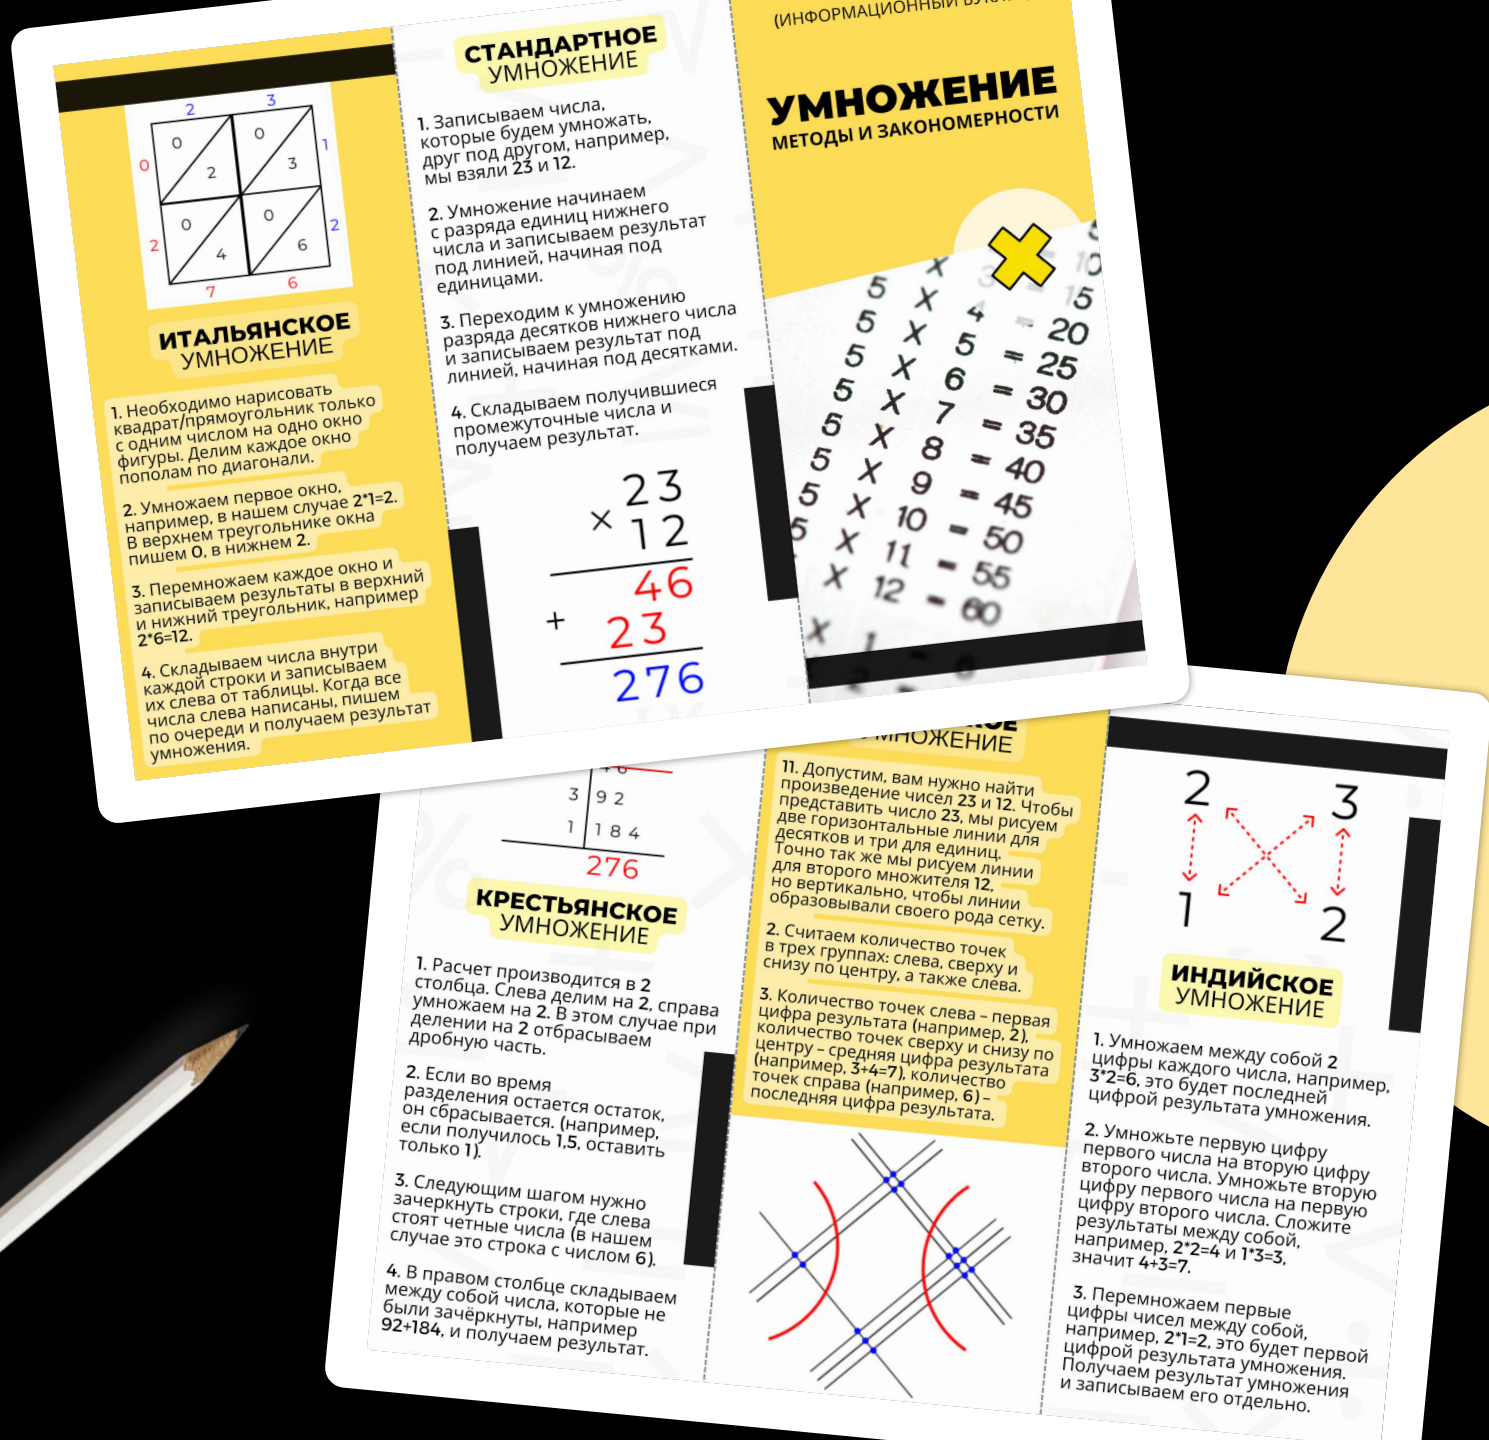 2 3
0 0 0 1
2 3
2 0 0 2
4 6
7 6
ИТАЛЬЯНСКОЕ
УМНОЖЕНИЕ
1. Необходимо нарисовать
квадрат/прямоугольник только
с одним числом на одно окно
фигуры. Делим каждое окно
пополам по диагонали.
2. Умножаем первое окно,
например, в нашем случае 2*1=2.
В верхнем треугольнике окна
пишем 0, в нижнем 2.
3. Перемножаем каждое окно и
записываем результаты в верхний
и нижний треугольник, например
2*6=12.
4. Складываем числа внутри
каждой строки и записываем
их слева от таблицы. Когда все
числа слева написаны, пишем
по очереди и получаем результат
умножения.
СТАНДАРТНОЕ
УМНОЖЕНИЕ
1. Записываем числа,
которые будем умножать,
друг под другом, например,
мы взяли 23 и 12.
2. Умножение начинаем
с разряда единиц нижнего
числа и записываем результат
под линией, начиная под
единицами.
3. Переходим к умножению
разряда десятков нижнего числа
и записываем результат под
линией, начиная под десятками.
4. Складываем получившиеся
промежуточные числа и
получаем результат.
23
× 12
46
+ 23
276
(ИНФОРМАЦИОННЫЙ
УМНОЖЕНИЕ
МЕТОДЫ И ЗАКОНОМЕРНОСТИ
x 3 = 15
5 x 4 = 20
5 x 5 = 25
5 x 6 = 30
5 x 7 = 35
5 x 8 = 40
5 x 9 = 45
5 x 10 = 50
5 x 11 = 55
5 x 12 = 60
3 92
1 184
276
КРЕСТЬЯНСКОЕ
УМНОЖЕНИЕ
1. Расчет производится в 2
столбца. Слева делим на 2, справа
умножаем на 2. В этом случае при
делении на 2 отбрасываем
дробную часть.
2. Если во время
разделения остается остаток,
он сбрасывается. (например,
если получилось 1,5, оставить
только 1).
3. Следующим шагом нужно
зачеркнуть строки, где слева
стоят четные числа (в нашем
случае это строка с числом 6).
4. В правом столбце складываем
между собой числа, которые не
были зачёркнуты, например
92+184, и получаем результат.
УМНОЖЕНИЕ
11. Допустим, вам нужно найти
произведение чисел 23 и 12. Чтобы
представить число 23, мы рисуем
две горизонтальные линии для
десятков и три для единиц.
Точно так же мы рисуем линии
для второго множителя 12,
но вертикально, чтобы линии
образовывали своего рода сетку.
2. Считаем количество точек
в трех группах: слева, сверху и
снизу по центру, а также слева.
3. Количество точек слева – первая
цифра результата (например, 2),
количество точек сверху и снизу по
центру – средняя цифра результата
(например, 3+4=7), количество
точек справа (например, 6) –
последняя цифра результата.
2 3
1 2
ИНДИЙСКОЕ
УМНОЖЕНИЕ
1. Умножаем между собой 2
цифры каждого числа, например,
3*2=6, это будет последней
цифрой результата умножения.
2. Умножьте первую цифру
первого числа на вторую цифру
второго числа. Умножьте вторую
цифру первого числа на первую
цифру второго числа. Сложите
результаты между собой,
например, 2*2=4 и 1*3=3,
значит 4+3=7.
3. Перемножаем первые
цифры чисел между собой,
например, 2*1=2, это будет первой
цифрой результата умножения.
Получаем результат умножения
и записываем его отдельно.